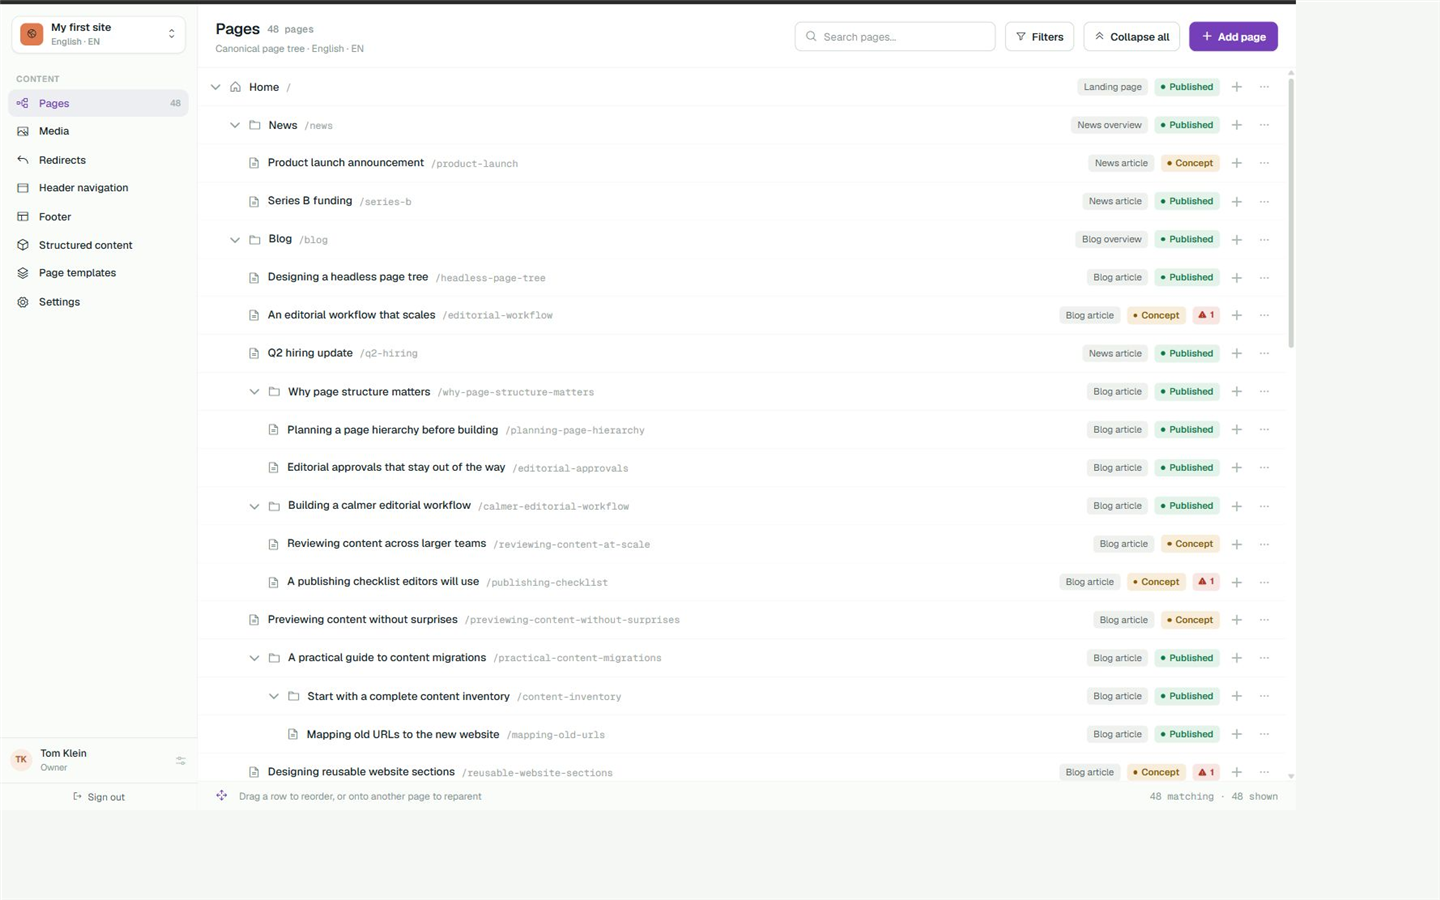 My first site
English · EN
CONTENT
Pages 48
Media
Redirects
Header navigation
Footer
Structured content
Page templates
Settings
TK
Tom Klein
Owner
Sign out
Pages 48 pages
Canonical page tree · English · EN
Search pages...
Filters
Collapse all
Add page
Home / Landing page Published
News /news News overview Published
Product launch announcement /product-launch News article Concept
Series B funding /series-b News article Published
Blog /blog Blog overview Published
Designing a headless page tree /headless-page-tree Blog article Published
An editorial workflow that scales /editorial-workflow Blog article Concept 1
Q2 hiring update /q2-hiring News article Published
Why page structure matters /why-page-structure-matters Blog article Published
Planning a page hierarchy before building /planning-page-hierarchy Blog article Published
Editorial approvals that stay out of the way /editorial-approvals Blog article Published
Building a calmer editorial workflow /calmer-editorial-workflow Blog article Published
Reviewing content across larger teams /reviewing-content-at-scale Blog article Concept
A publishing checklist editors will use /publishing-checklist Blog article Concept 1
Previewing content without surprises /previewing-content-without-surprises Blog article Concept
A practical guide to content migrations /practical-content-migrations Blog article Published
Start with a complete content inventory /content-inventory Blog article Published
Mapping old URLs to the new website /mapping-old-urls Blog article Published
Designing reusable website sections /reusable-website-sections Blog article Concept 1
Drag a row to reorder, or onto another page to reparent
48 matching · 48 shown